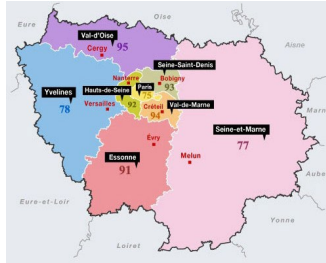 Eure
Oise
Aisne
Val-d'Oise
95
Cergy
Seine-Saint-Denis
Nanterre
Paris
75
Bobigny
93
Yvelines
78
Hauts-de-Seine
92
Versailles
Créteil
94
Val-de-Marne
Marn
Seine-et-Marne
77
Évry
Melun
Essonne
91
Aube
Eure-et-Loir
Yonne
Loiret